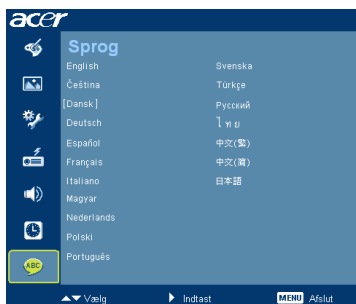 acer
Sprog
English
Čeština
[Dansk]
Deutsch
Español
Français
Italiano
Magyar
Nederlands
Polski
Português
Svenska
Türkçe
Русский
ไทย
中文(繁)
中文(简)
日本語
ABC
▲▼ Vælg
▶ Indtast
MENU Afslut